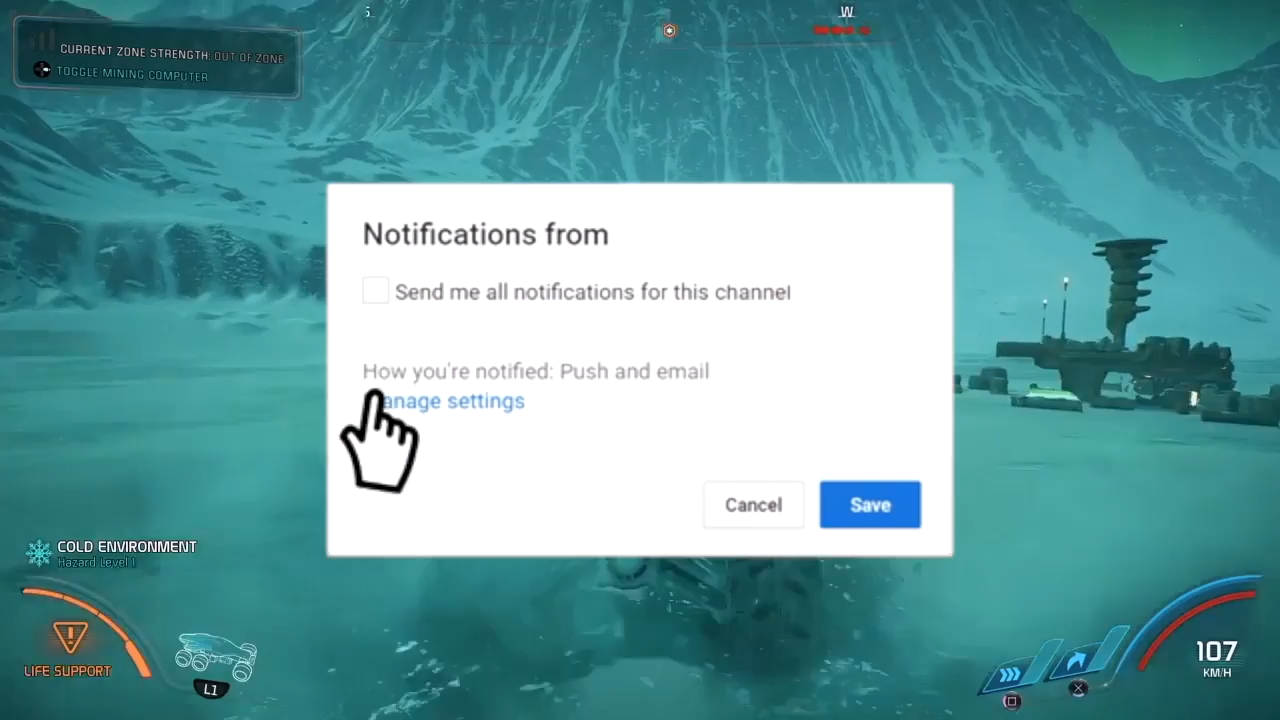 W
CURRENT ZONE STRENGTH: OUT OF ZONE
TOGGLE MINING COMPUTER
Notifications from
Send me all notifications for this channel
How you're notified: Push and email
anage settings
Cancel
Save
COLD ENVIRONMENT
Hazard Level 1
LIFE SUPPORT
L1
107
KM/H